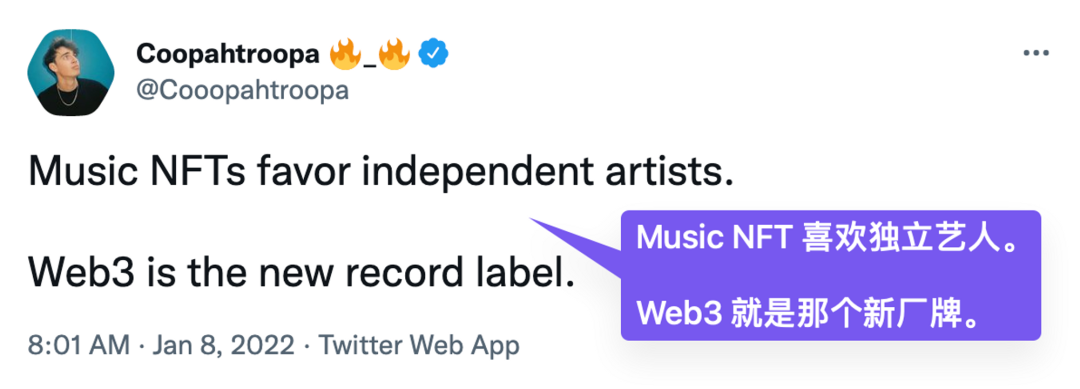 Coopahtroopa 🔥_🔥
@Cooopahtroopa
Music NFTs favor independent artists.
Web3 is the new record label.
Music NFT 喜欢独立艺人。
Web3 就是那个新厂牌。
8:01 AM · Jan 8, 2022 · Twitter Web App